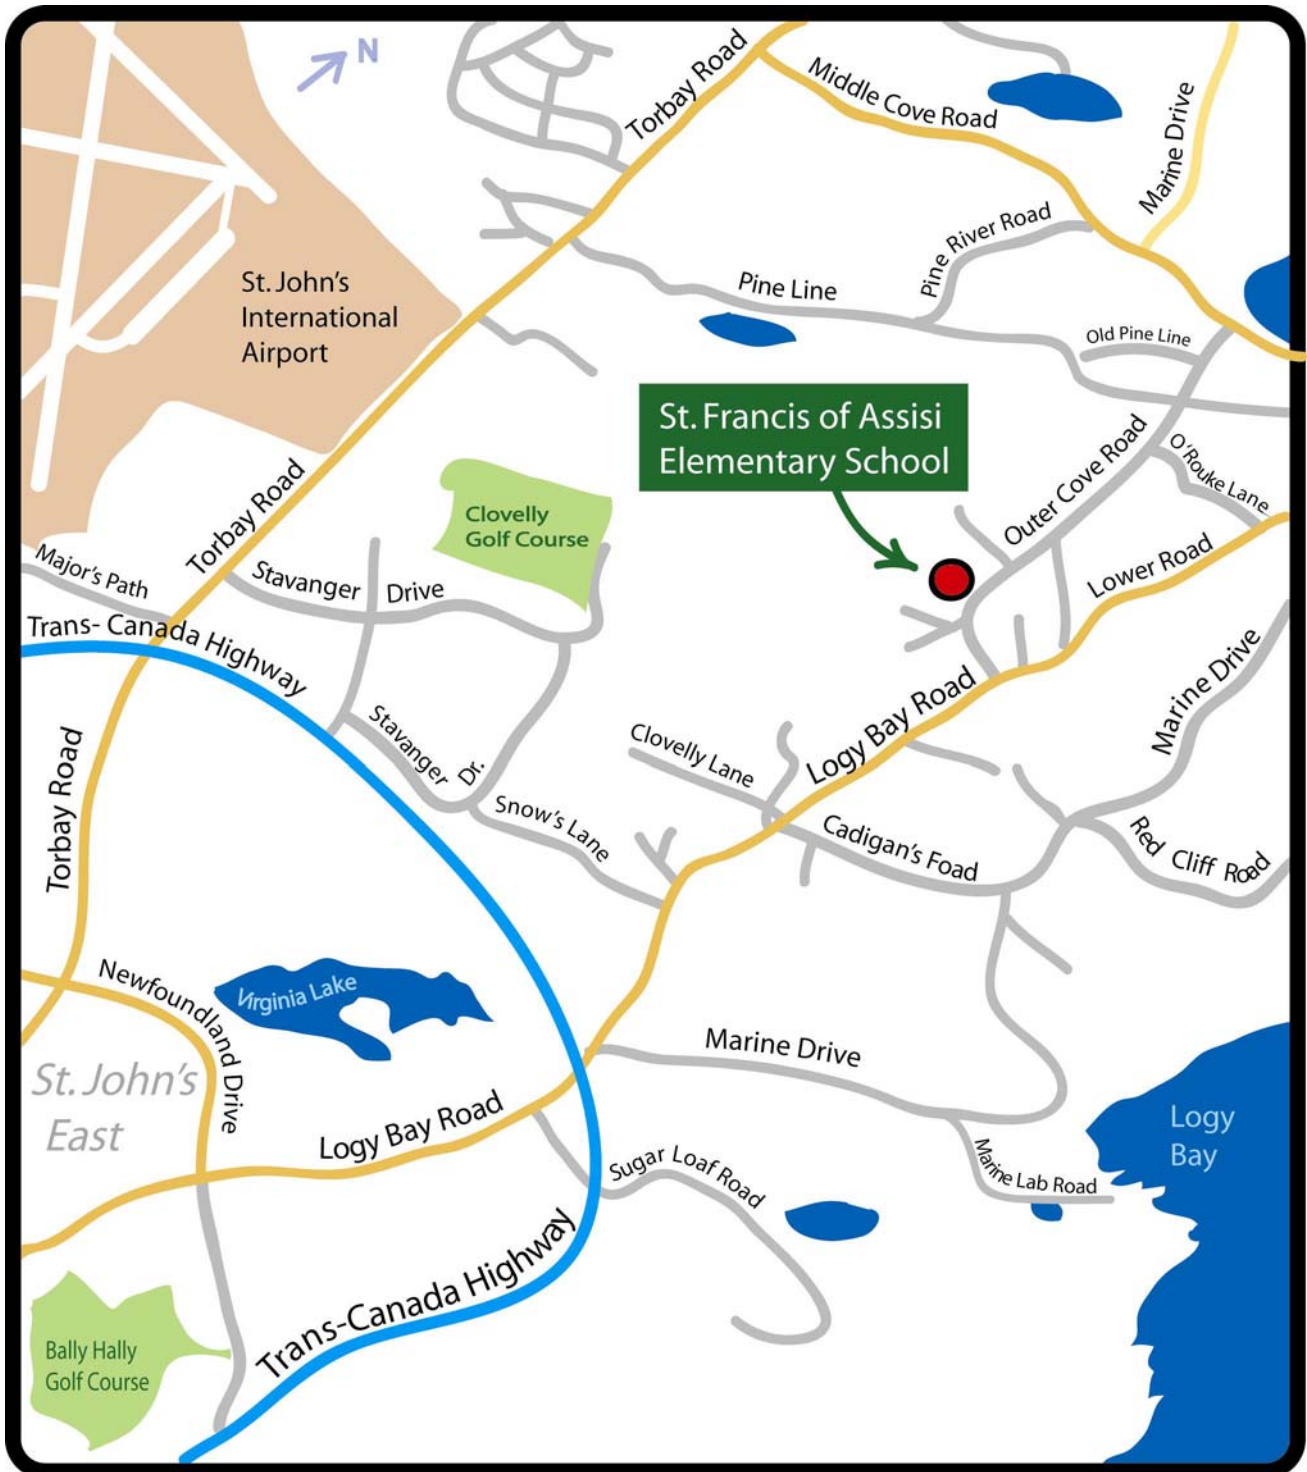 N
Torbay Road
Middle Cove Road
Marine Drive
Pine River Road
St. John's
International
Airport
Pine Line
Old Pine Line
St. Francis of Assisi
Elementary School
Outer Cove Road
O'Rouke Lane
Torbay Road
Clovelly
Golf Course
Major's Path
Stavanger Drive
Lower Road
Trans- Canada Highway
Marine Drive
Logy Bay Road
Stavanger Dr.
Clovelly Lane
Torbay Road
Snow's Lane
Cadigan's Foad
Red Cliff Road
Newfoundland Drive
Virginia Lake
Marine Drive
St. John's
East
Logy Bay Road
Logy
Bay
Sugar Loaf Road
Marine Lab Road
Trans-Canada Highway
Bally Hally
Golf Course